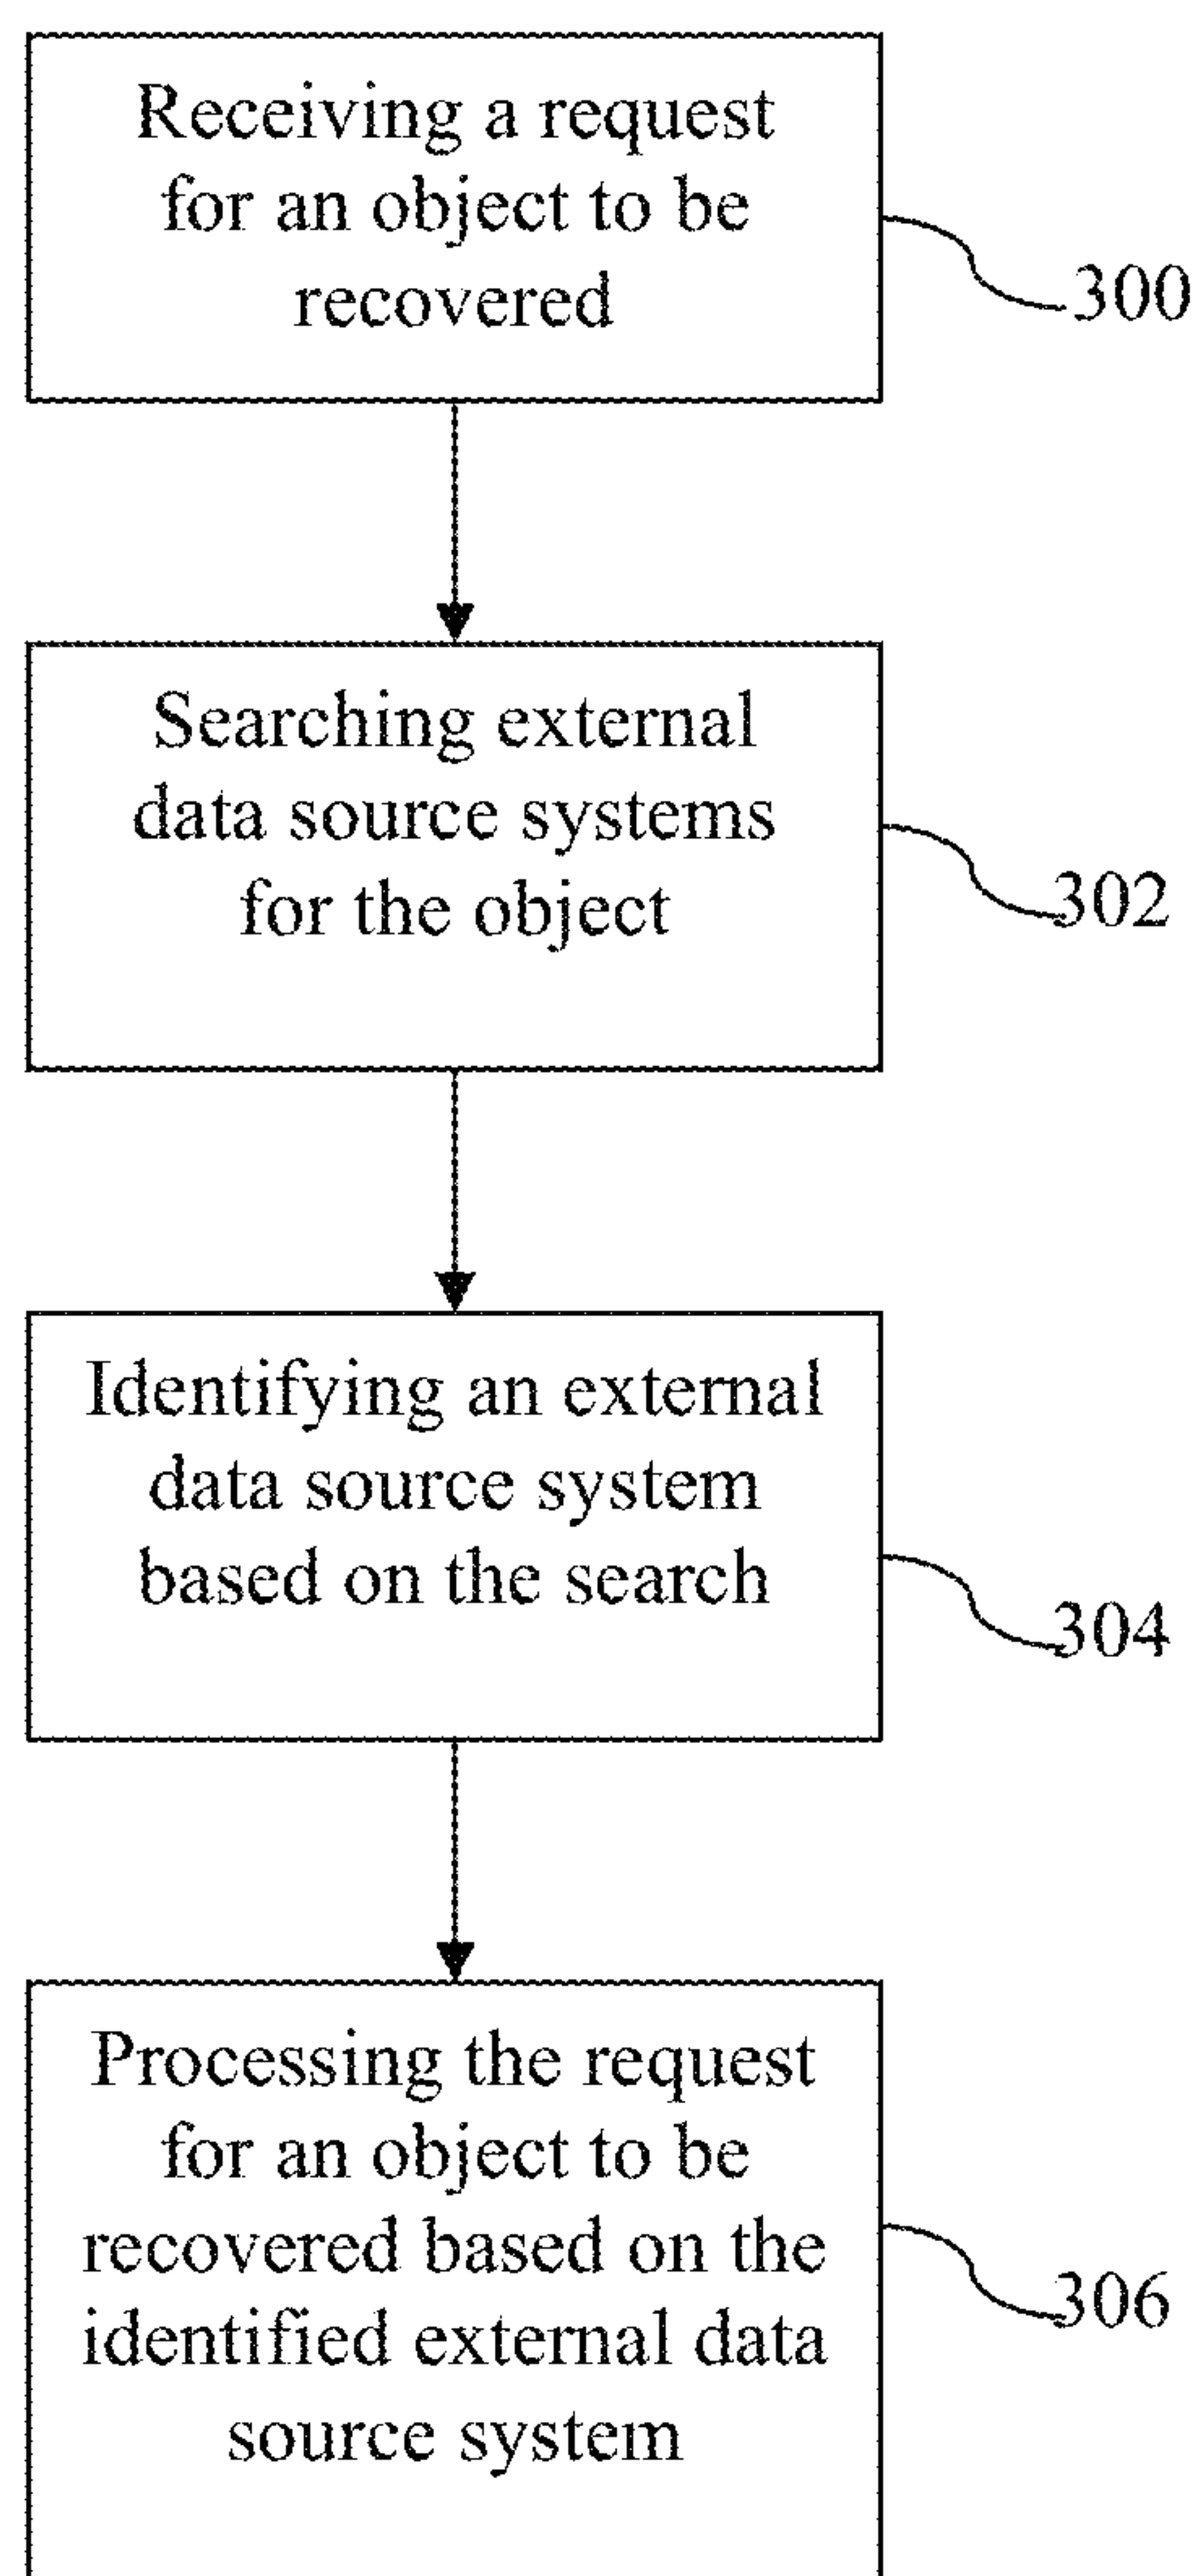 Receiving a request
for an object to be
recovered
300
Searching external
data source systems
for the object
302
Identifying an external
data source system
based on the search
304
Processing the request
for an object to be
recovered based on the
identified external data
source system
306